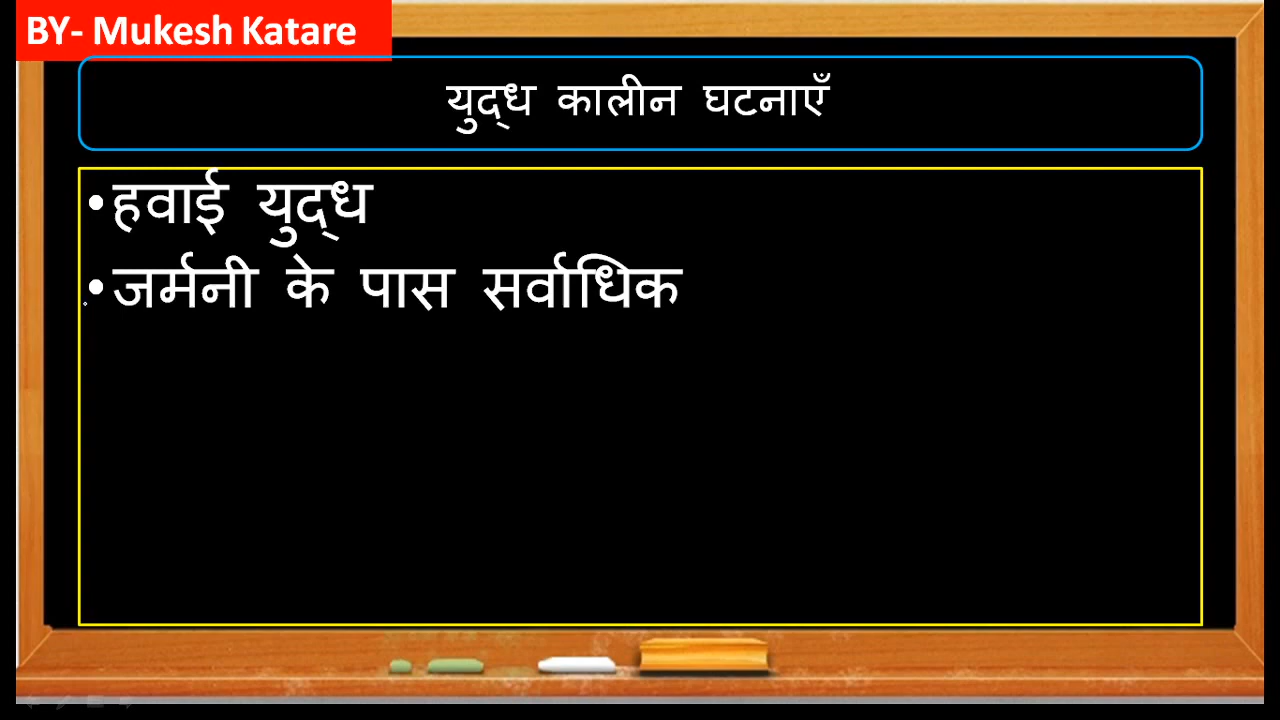 BY- Mukesh Katare
युद्ध कालीन घटनाएँ
•हवाई युद्ध
•जर्मनी के पास सर्वाधिक